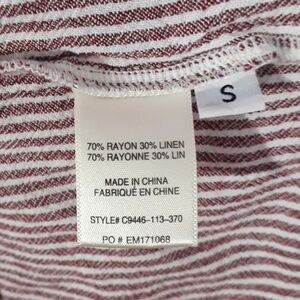 S
70% RAYON 30% LINEN
70% RAYONNE 30% LIN
MADE IN CHINA
FABRIQUÉ EN CHINE
STYLE# C9446-113-370
PO # EM171068